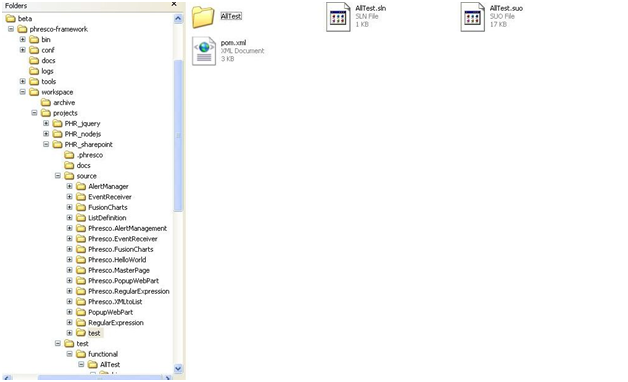 Folders
beta
phresco-framework
bin
conf
docs
logs
tools
workspace
archive
projects
PHR_jquery
PHR_nodejs
PHR_sharepoint
.phresco
docs
source
AlertManager
EventReceiver
FusionCharts
ListDefinition
Phresco.AlertManagement
Phresco.EventReceiver
Phresco.FusionCharts
Phresco.HelloWorld
Phresco.MasterPage
Phresco.PopupWebPart
Phresco.RegularExpression
Phresco.XMLtoList
PopupWebPart
RegularExpression
test
test
functional
AllTest
AllTest
AllTest.sln
SLN File
1 KB
AllTest.suo
SUO File
17 KB
pom.xml
XML Document
3 KB